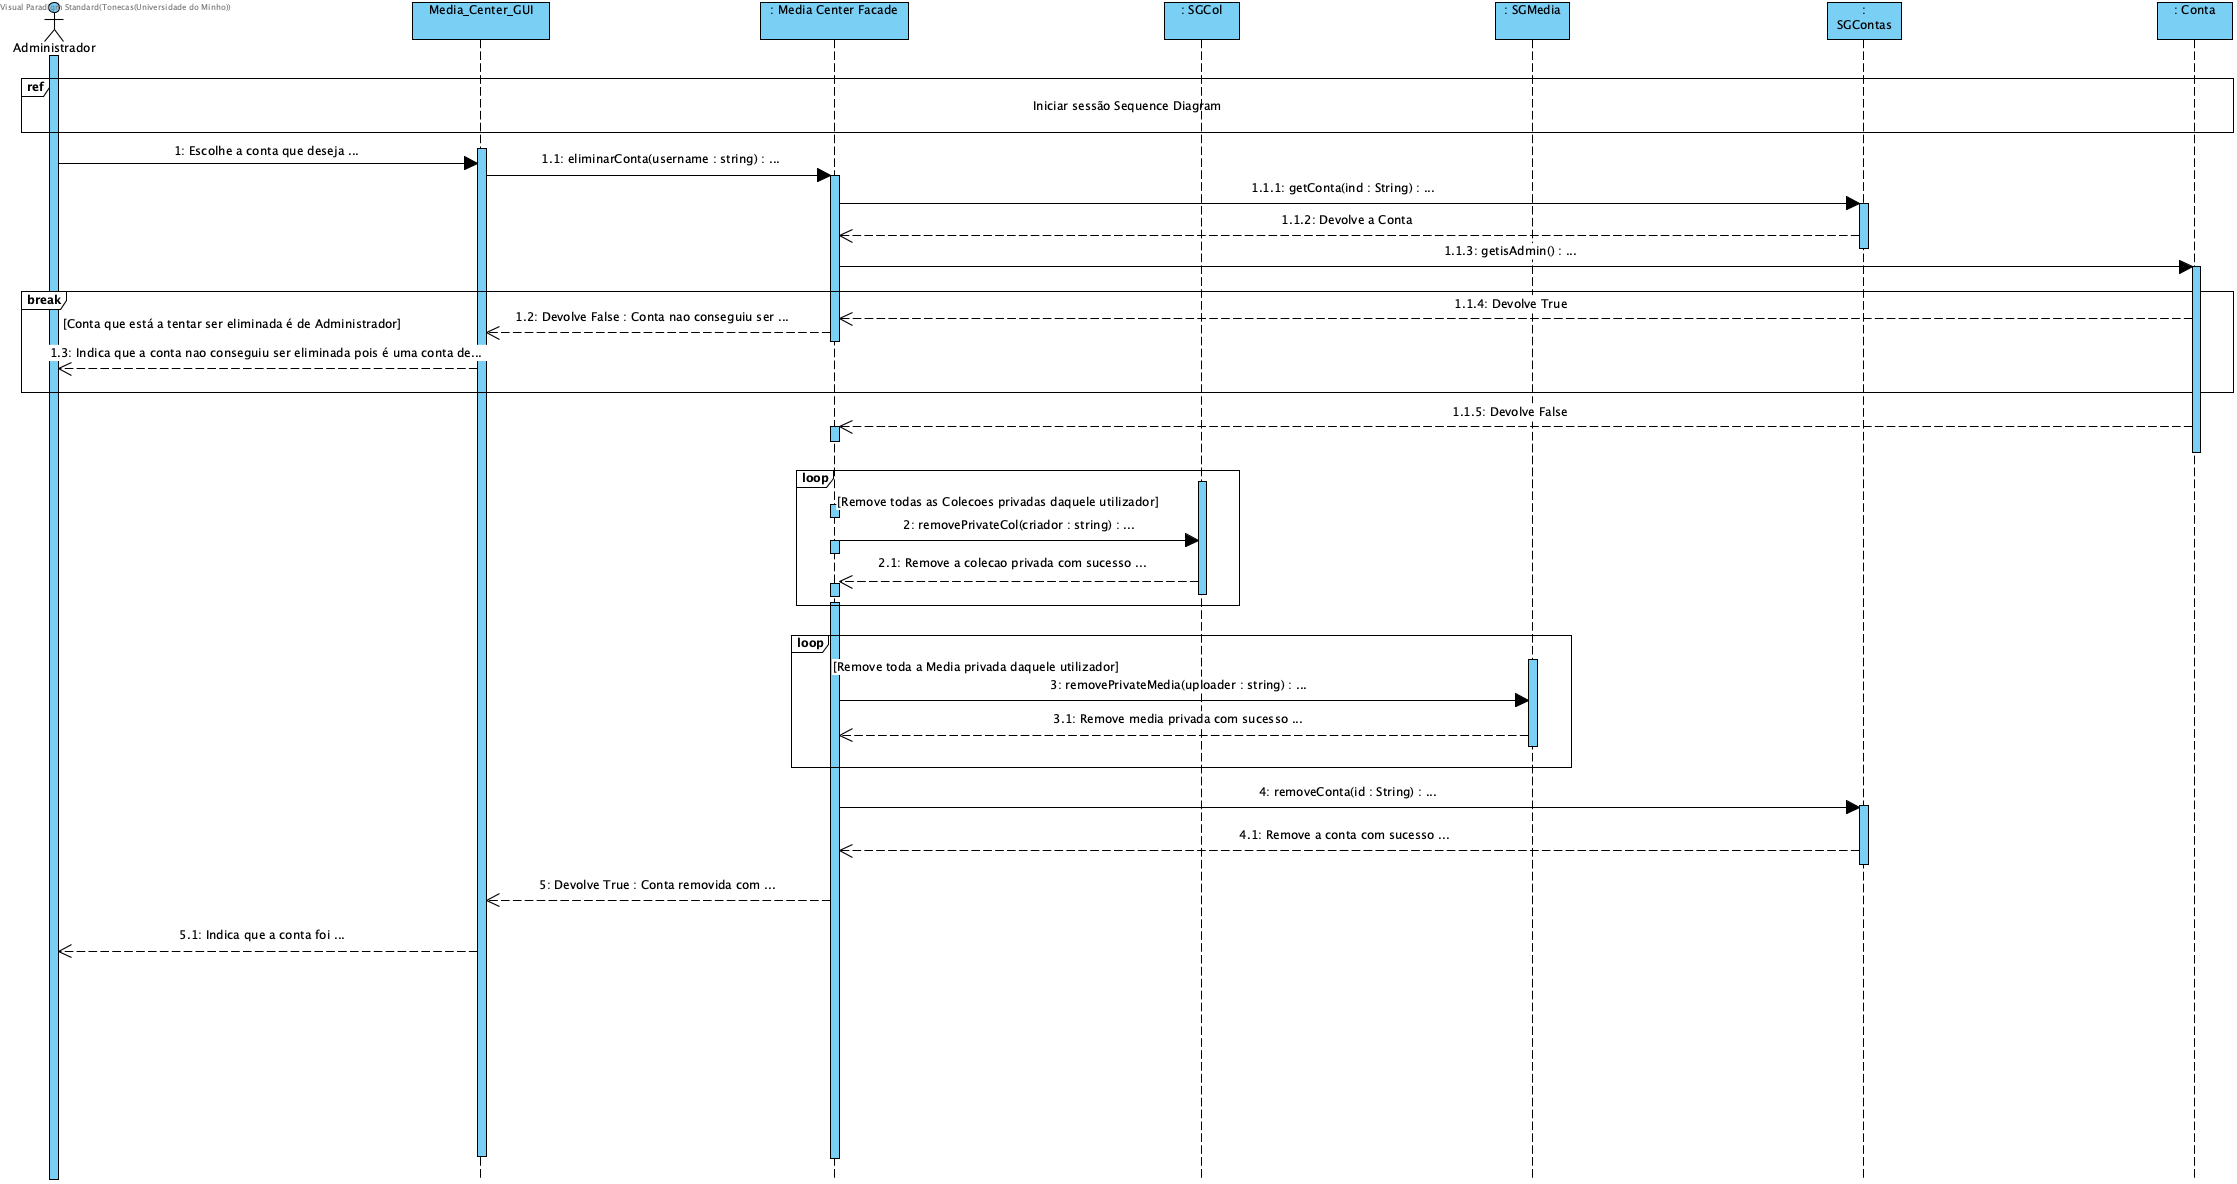 Visual Paradigm Standard(Tonecas(Universidade do Minho))
Administrador
Media_Center_GUI
: Media Center Facade
: SGCol
: SGMedia
:
SGContas
: Conta
ref
Iniciar sessão Sequence Diagram
1: Escolhe a conta que deseja ...
1.1: eliminarConta(username : string) : ...
1.1.1: getConta(ind : String) : ...
1.1.2: Devolve a Conta
1.1.3: getisAdmin() : ...
break
[Conta que está a tentar ser eliminada é de Administrador]
1.1.4: Devolve True
1.2: Devolve False : Conta nao conseguiu ser ...
1.3: Indica que a conta nao conseguiu ser eliminada pois é uma conta de...
1.1.5: Devolve False
loop
[Remove todas as Colecoes privadas daquele utilizador]
2: removePrivateCol(criador : string) : ...
2.1: Remove a colecao privada com sucesso ...
loop
[Remove toda a Media privada daquele utilizador]
3: removePrivateMedia(uploader : string) : ...
3.1: Remove media privada com sucesso ...
4: removeConta(id : String) : ...
4.1: Remove a conta com sucesso ...
5: Devolve True : Conta removida com ...
5.1: Indica que a conta foi ...